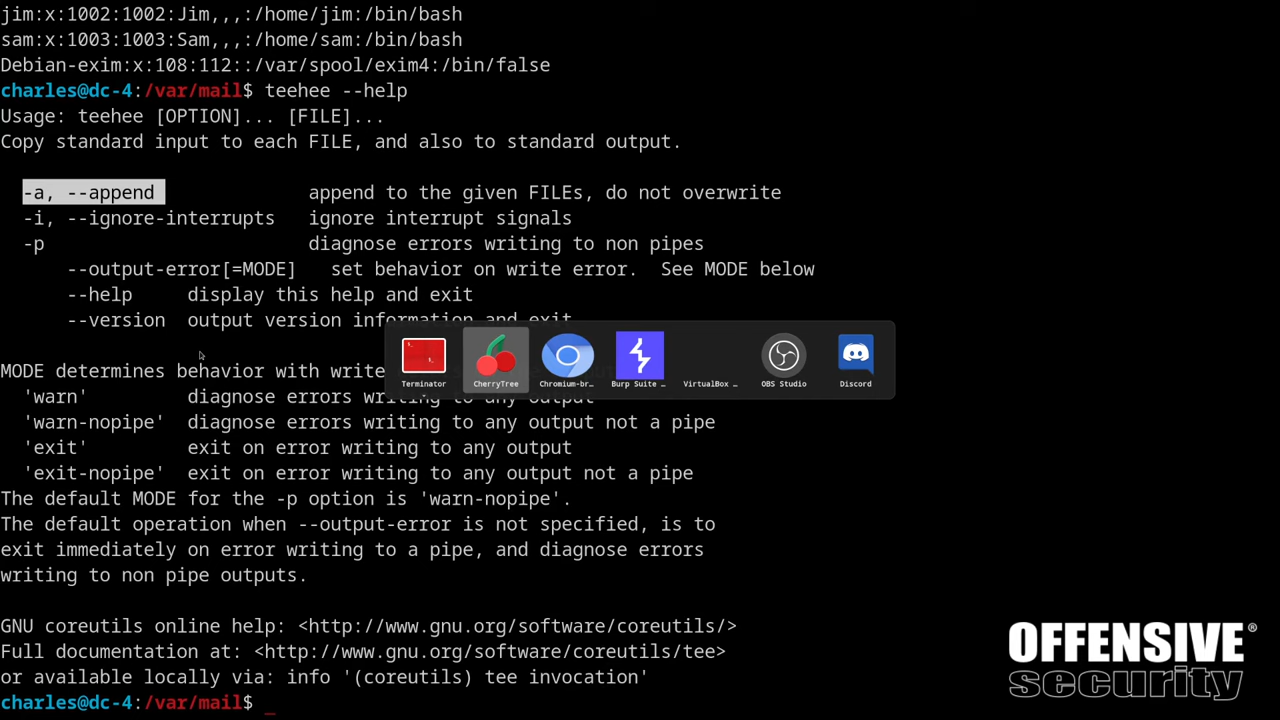 jim:x:1002:1002:Jim,,,:/home/jim:/bin/bash
sam:x:1003:1003:Sam,,,:/home/sam:/bin/bash
Debian-exim:x:108:112::/var/spool/exim4:/bin/false
charles@dc-4:/var/mail$ teehee --help
Usage: teehee [OPTION]... [FILE]...
Copy standard input to each FILE, and also to standard output.
-a, --append append to the given FILEs, do not overwrite
-i, --ignore-interrupts ignore interrupt signals
-p diagnose errors writing to non pipes
--output-error[=MODE] set behavior on write error. See MODE below
--help display this help and exit
--version output version information and exit
MODE determines behavior with write
'warn' diagnose errors writing to any output
'warn-nopipe' diagnose errors writing to any output not a pipe
'exit' exit on error writing to any output
'exit-nopipe' exit on error writing to any output not a pipe
The default MODE for the -p option is 'warn-nopipe'.
The default operation when --output-error is not specified, is to
exit immediately on error writing to a pipe, and diagnose errors
writing to non pipe outputs.
GNU coreutils online help: <http://www.gnu.org/software/coreutils/>
Full documentation at: <http://www.gnu.org/software/coreutils/tee>
or available locally via: info '(coreutils) tee invocation'
charles@dc-4:/var/mail$ _
Terminator
CherryTree
Chromium-br...
Burp Suite ...
VirtualBox ...
OBS Studio
Discord
OFFENSIVE®
security